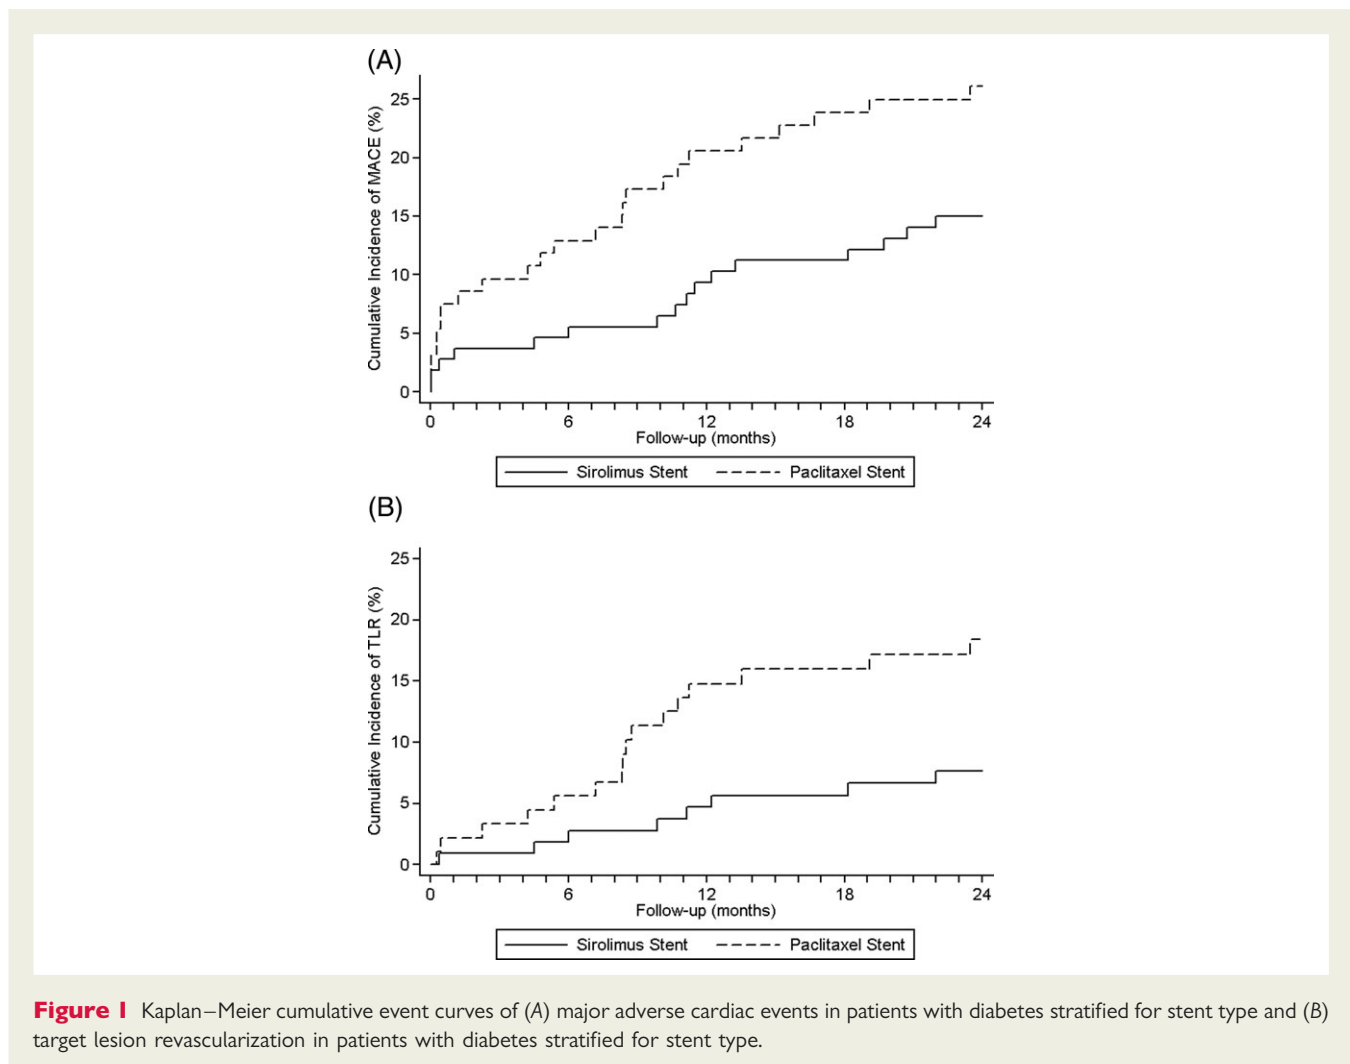 (A)
Cumulative Incidence of MACE (%)
25
20
15
10
5
0
0 6 12 18 24
Follow-up (months)
Sirolimus Stent Paclitaxel Stent
(B)
Cumulative Incidence of TLR (%)
25
20
15
10
5
0
0 6 12 18 24
Follow-up (months)
Sirolimus Stent Paclitaxel Stent
Figure 1 Kaplan–Meier cumulative event curves of (A) major adverse cardiac events in patients with diabetes stratified for stent type and (B)
target lesion revascularization in patients with diabetes stratified for stent type.